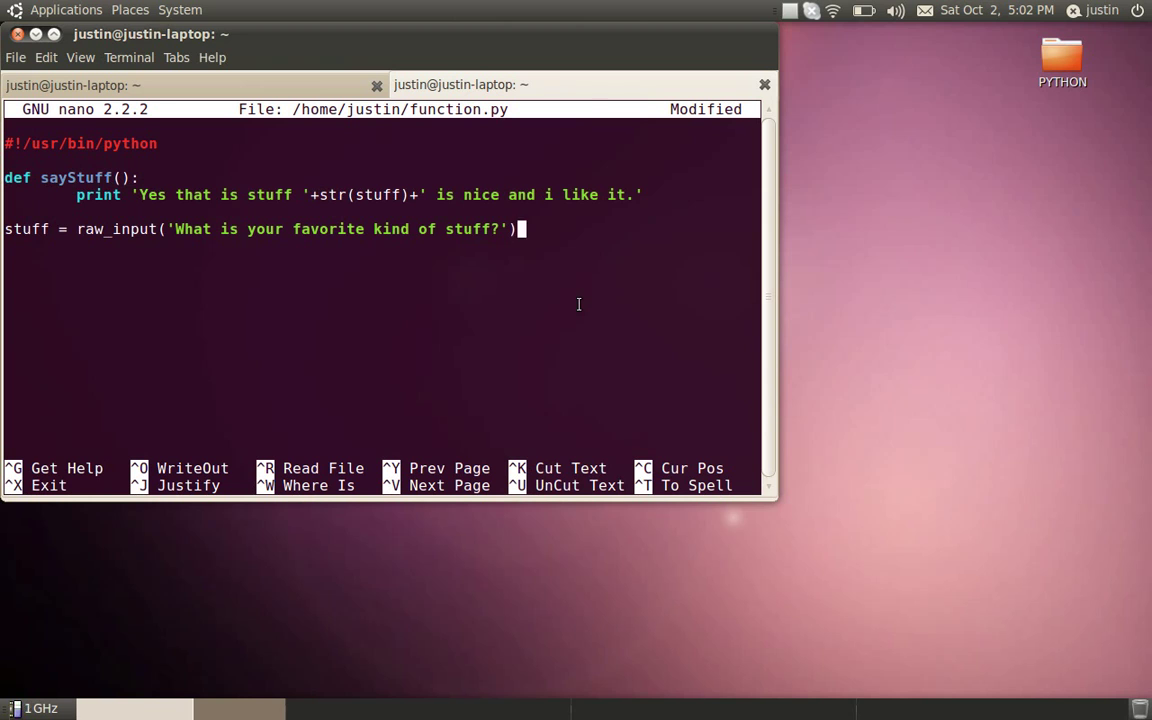 Applications Places System
Sat Oct 2, 5:02 PM justin
justin@justin-laptop: ~
File Edit View Terminal Tabs Help
justin@justin-laptop: ~ justin@justin-laptop: ~
GNU nano 2.2.2 File: /home/justin/function.py Modified
#!/usr/bin/python
def sayStuff():
print 'Yes that is stuff '+str(stuff)+' is nice and i like it.'
stuff = raw_input('What is your favorite kind of stuff?')
^G Get Help ^O WriteOut ^R Read File ^Y Prev Page ^K Cut Text ^C Cur Pos
^X Exit ^J Justify ^W Where Is ^V Next Page ^U UnCut Text ^T To Spell
PYTHON
1 GHz